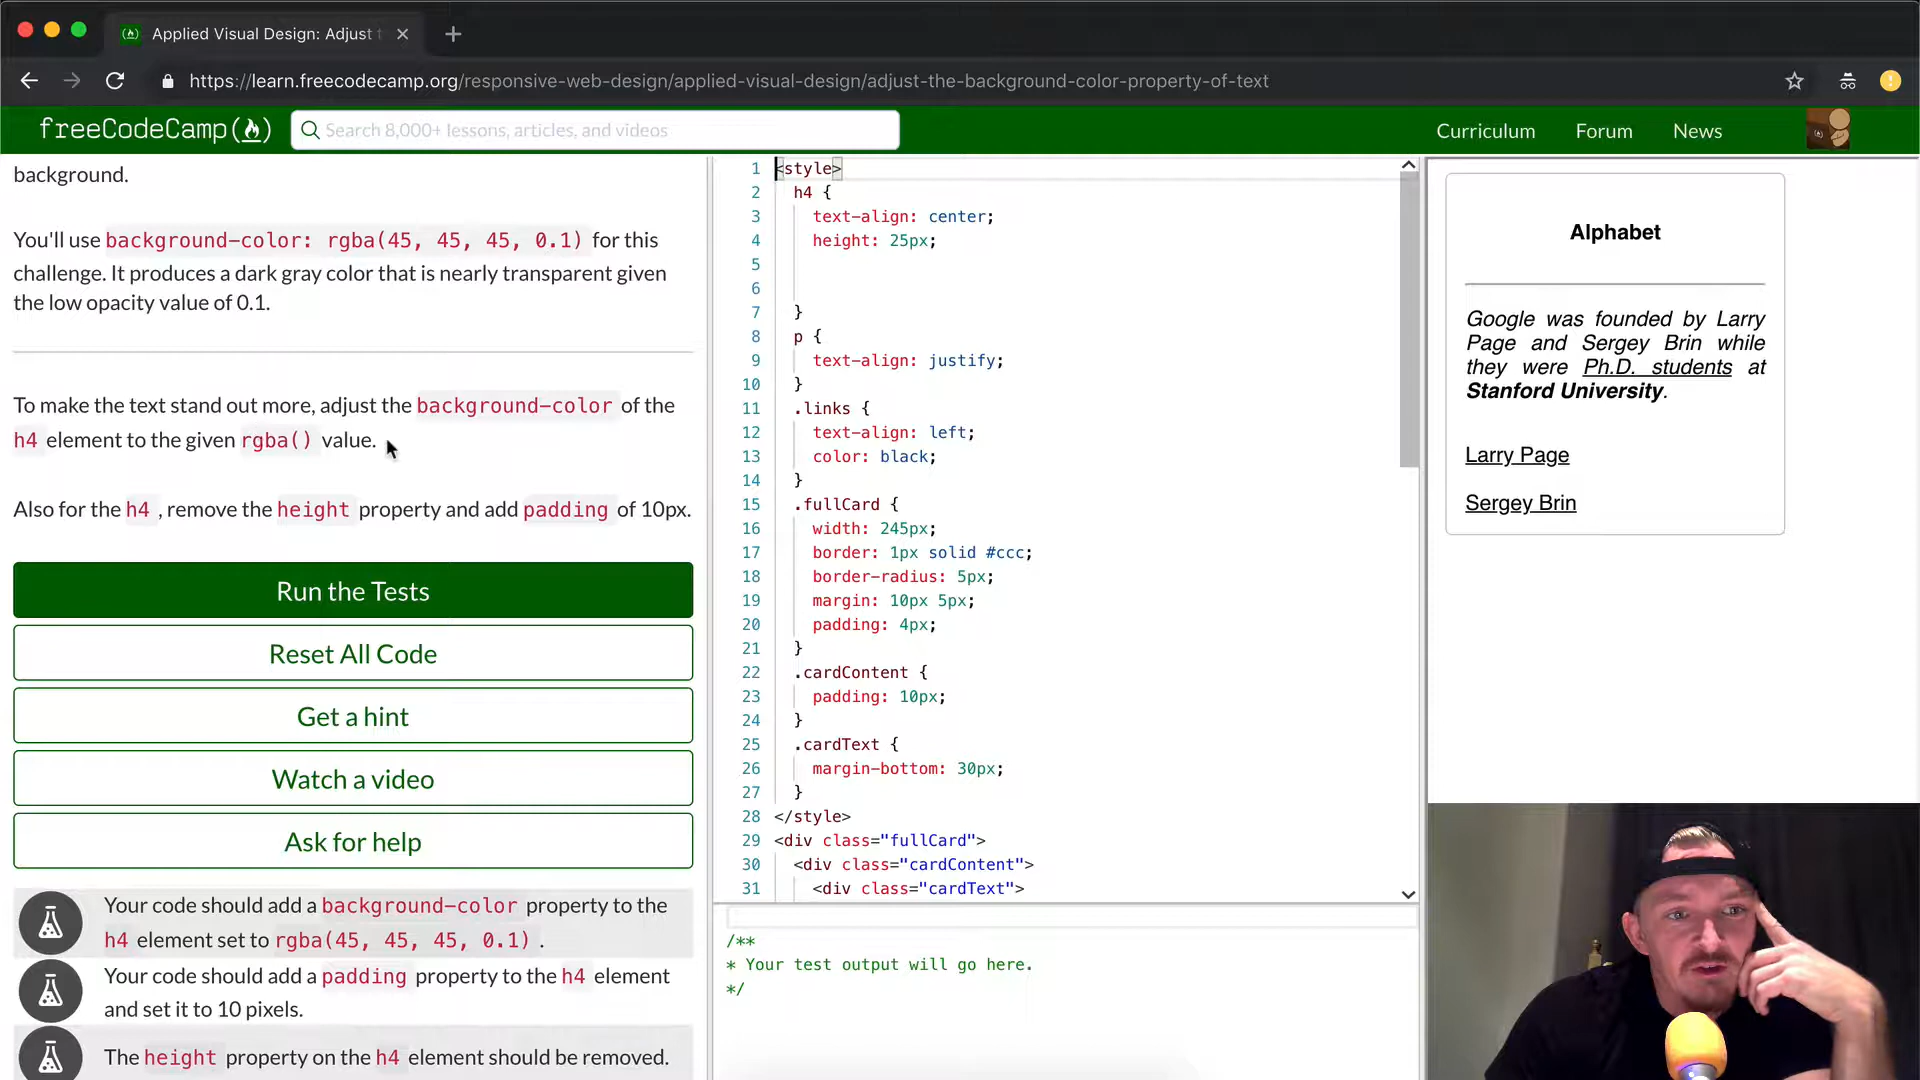 Applied Visual Design: Adjust t
https://learn.freecodecamp.org/responsive-web-design/applied-visual-design/adjust-the-background-color-property-of-text
freeCodeCamp
Search 8,000+ lessons, articles, and videos
Curriculum
Forum
News
background.
You'll use background-color: rgba(45, 45, 45, 0.1) for this
challenge. It produces a dark gray color that is nearly transparent given
the low opacity value of 0.1.
To make the text stand out more, adjust the background-color of the
h4 element to the given rgba() value.
Also for the h4 , remove the height property and add padding of 10px.
Run the Tests
Reset All Code
Get a hint
Watch a video
Ask for help
Your code should add a background-color property to the
h4 element set to rgba(45, 45, 45, 0.1) .
Your code should add a padding property to the h4 element
and set it to 10 pixels.
The height property on the h4 element should be removed.
1 <style>
2 h4 {
3 text-align: center;
4 height: 25px;
5
6
7 }
8 p {
9 text-align: justify;
10 }
11 .links {
12 text-align: left;
13 color: black;
14 }
15 .fullCard {
16 width: 245px;
17 border: 1px solid #ccc;
18 border-radius: 5px;
19 margin: 10px 5px;
20 padding: 4px;
21 }
22 .cardContent {
23 padding: 10px;
24 }
25 .cardText {
26 margin-bottom: 30px;
27 }
28 </style>
29 <div class="fullCard">
30 <div class="cardContent">
31 <div class="cardText">
/**
* Your test output will go here.
*/
Alphabet
Google was founded by Larry
Page and Sergey Brin while
they were Ph.D. students at
Stanford University.
Larry Page
Sergey Brin